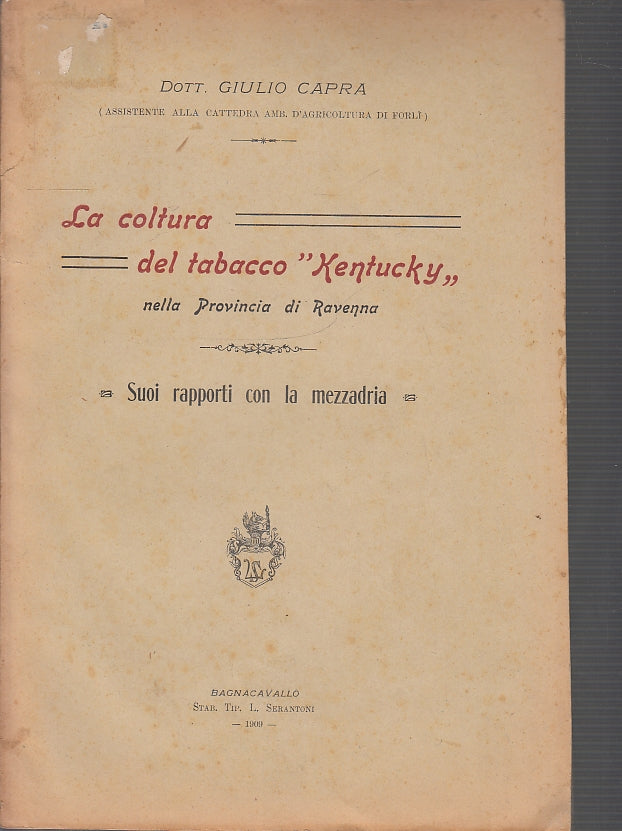 Dott. GIULIO CAPRA
(ASSISTENTE ALLA CATTEDRA AMB. D'AGRICOLTURA DI FORLÌ)
La coltura
del tabacco "Kentucky„
nella Provincia di Ravenna
Suoi rapporti con la mezzadria
BAGNACAVALLO
Stab. Tip. L. Serantoni
— 1909 —